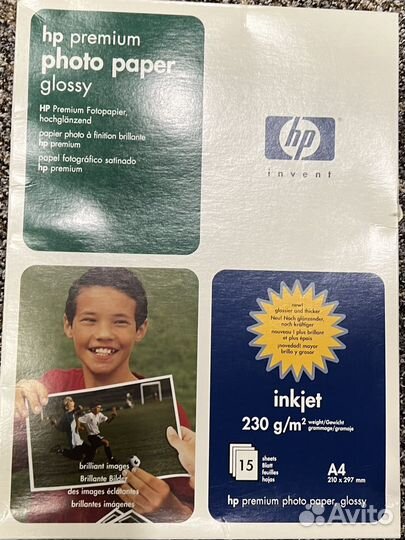 hp premium
photo paper
glossy
HP Premium Fotopapier,
hochglänzend
papier photo à finition brillante
hp premium
papel fotográfico satinado
hp premium
hp
invent
new!
glossier and thicker
Neu! Noch glänzender,
noch kräftiger
nouveau ! plus brillant
et plus épais
¡novedad! mayor
brillo y grosor
inkjet
230 g/m² weight/Gewicht
grammage/gramaje
15
sheets
Blatt
feuilles
hojas
A4
210 x 297 mm
hp premium photo paper, glossy
brilliant images
Brillante Bilder
des images éclatantes
brillantes imágenes
Avito